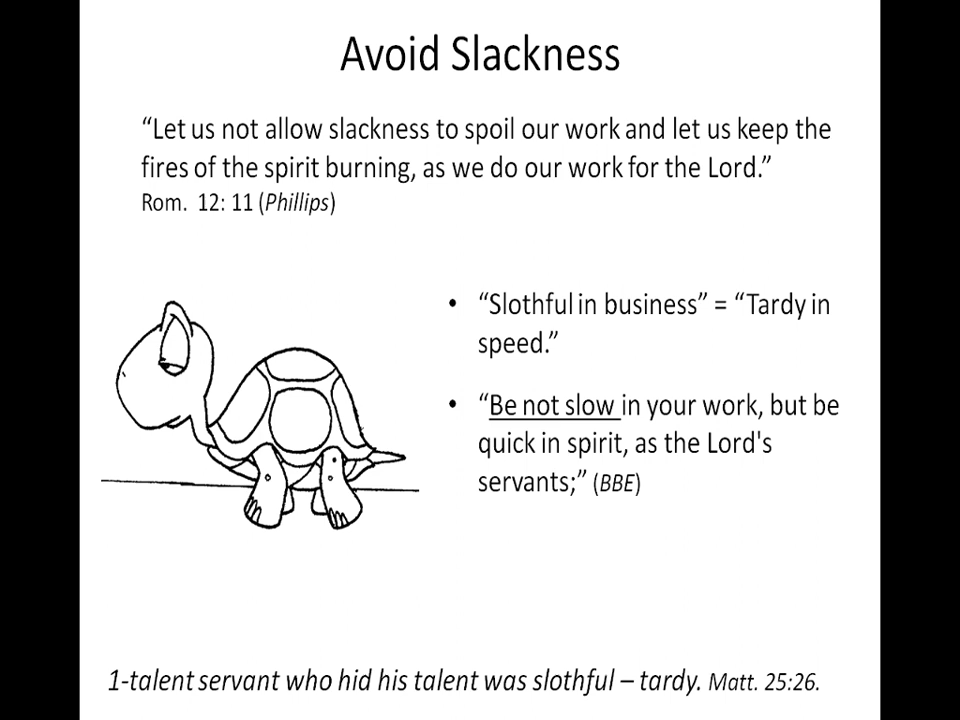 Avoid Slackness
“Let us not allow slackness to spoil our work and let us keep the
fires of the spirit burning, as we do our work for the Lord.”
Rom. 12: 11 (Phillips)
• “Slothful in business” = “Tardy in
speed.”
• “Be not slow in your work, but be
quick in spirit, as the Lord's
servants;” (BBE)
1-talent servant who hid his talent was slothful – tardy. Matt. 25:26.